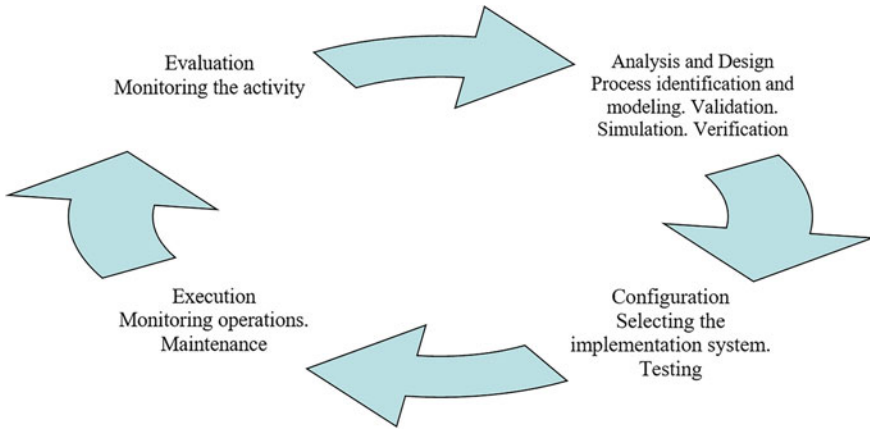 Evaluation
Monitoring the activity
Analysis and Design
Process identification and
modeling. Validation.
Simulation. Verification
Execution
Monitoring operations.
Maintenance
Configuration
Selecting the
implementation system.
Testing